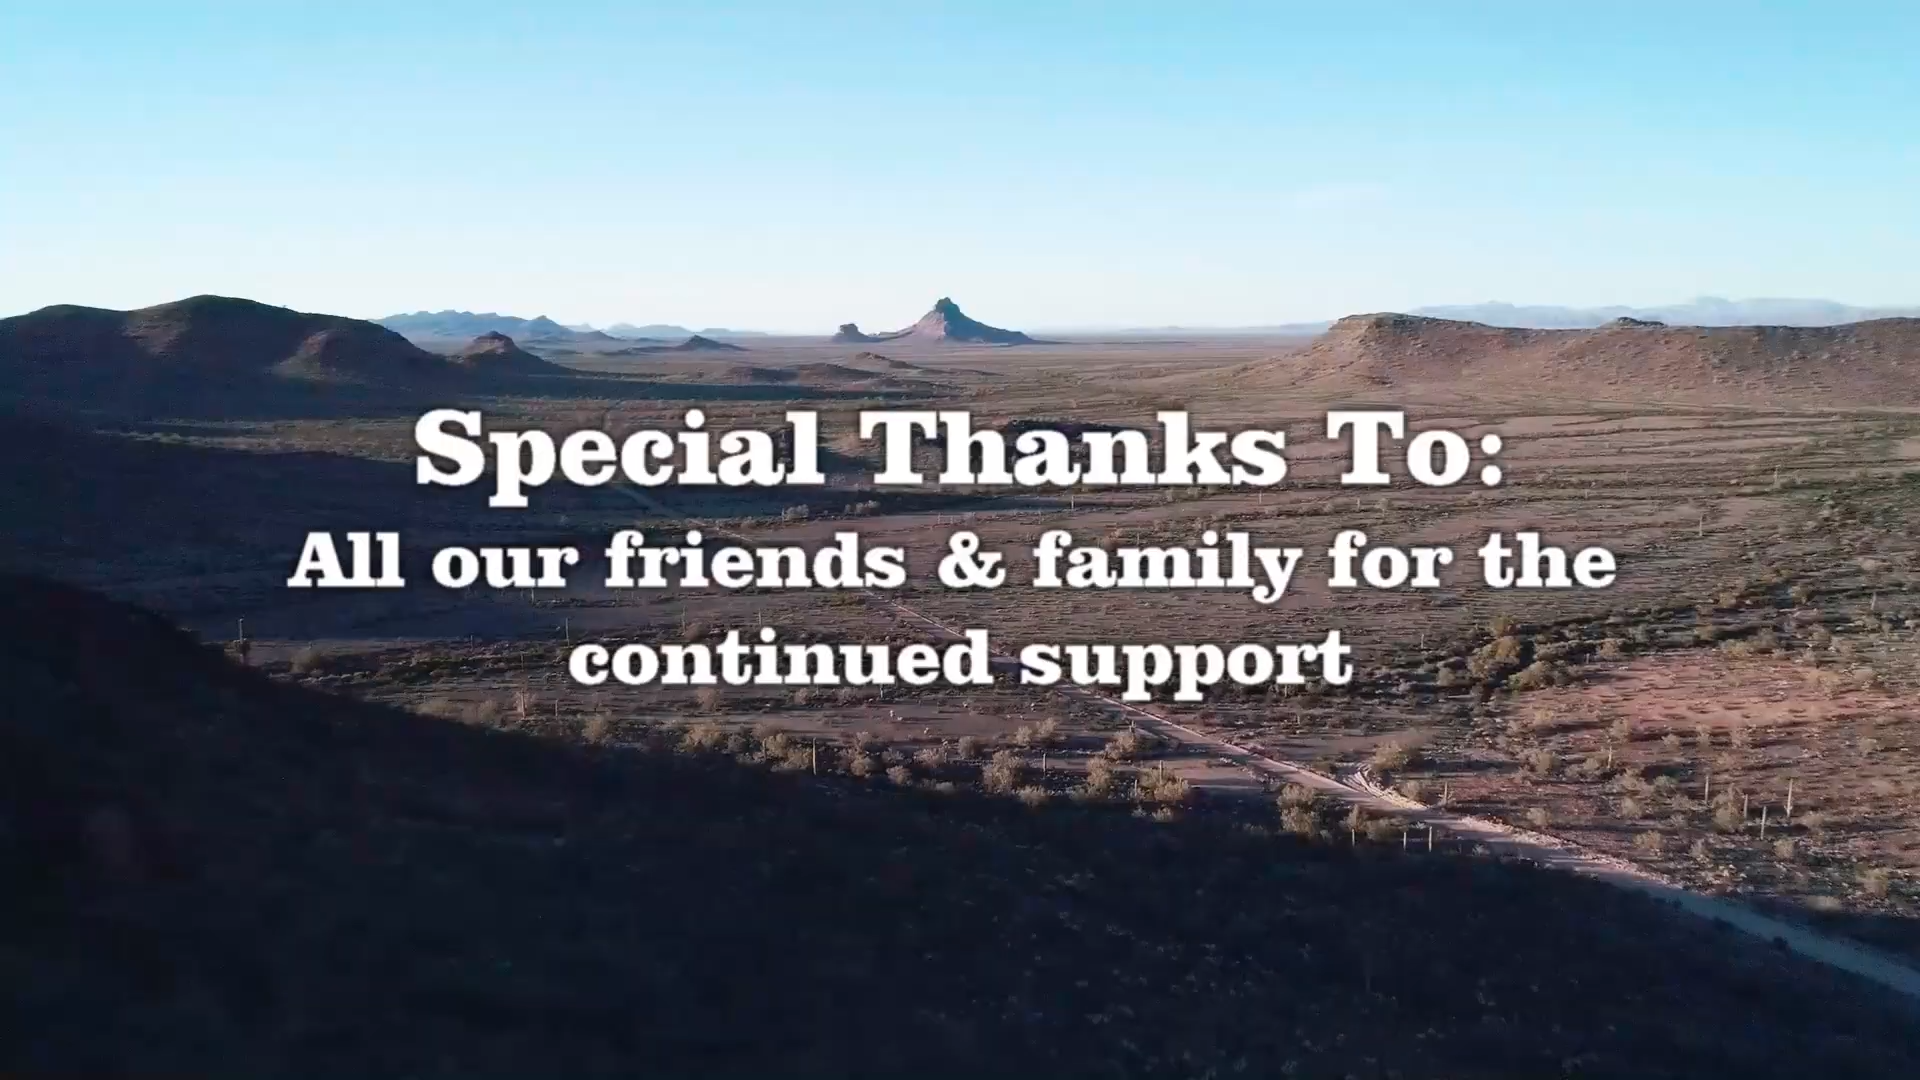 Special Thanks To:
All our friends & family for the
continued support